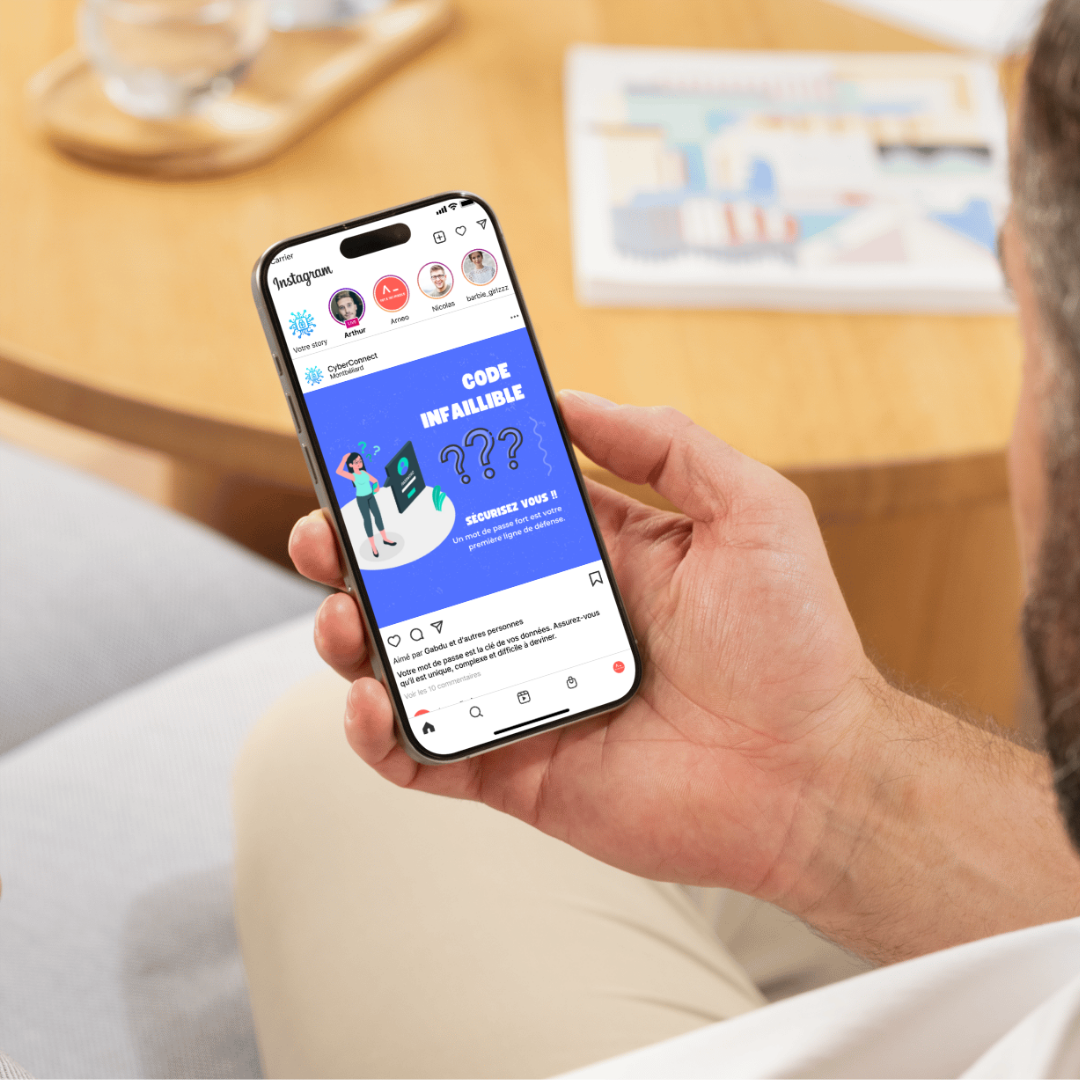 Carrier
Instagram
Votre story
LIVE
Arthur
Arneo
Nicolas
barbie_girlzzz
CyberConnect
Montbéliard
CODE
INFAILLIBLE
???
SÉCURISEZ VOUS !!
Un mot de passe fort est votre
première ligne de défense.
Aimé par Gabdu et d'autres personnes
Votre mot de passe est la clé de vos données. Assurez-vous
qu'il est unique, complexe et difficile à deviner.
Voir les 10 commentaires